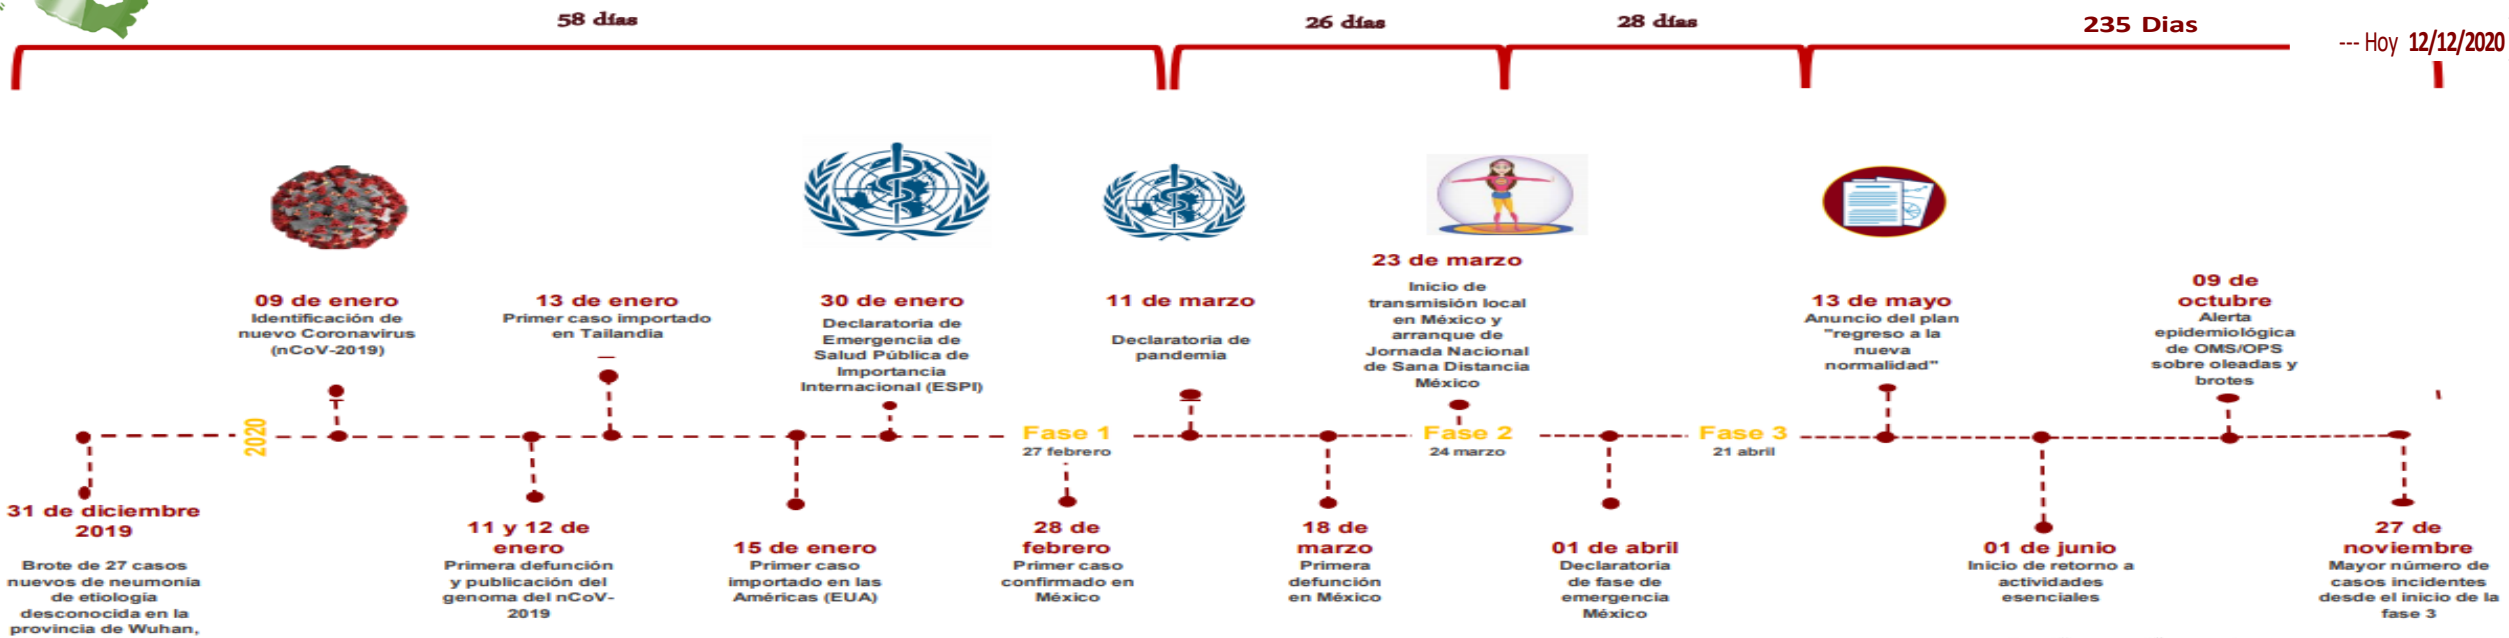 58 días
26 días
28 días
235 Dias
--- Hoy 12/12/2020
23 de marzo
Inicio de
transmisión local
en México y
arranque de
Jornada Nacional
de Sana Distancia
México
09 de enero
Identificación de
nuevo Coronavirus
(nCoV-2019)
13 de enero
Primer caso importado
en Tailandia
30 de enero
Declaratoria de
Emergencia de
Salud Pública de
Importancia
Internacional (ESPI)
11 de marzo
Declaratoria de
pandemia
13 de mayo
Anuncio del plan
"regreso a la
nueva
normalidad"
09 de
octubre
Alerta
epidemiológica
de OMS/OPS
sobre oleadas y
brotes
2020
Fase 1
27 febrero
Fase 2
24 marzo
Fase 3
21 abril
31 de diciembre
2019
Brote de 27 casos
nuevos de neumonía
de etiología
desconocida en la
provincia de Wuhan,
11 y 12 de
enero
Primera defunción
y publicación del
genoma del nCoV-
2019
15 de enero
Primer caso
importado en las
Américas (EUA)
28 de
febrero
Primer caso
confirmado en
México
18 de
marzo
Primera
defunción
en México
01 de abril
Declaratoria
de fase de
emergencia
México
01 de junio
Inicio de retorno a
actividades
esenciales
27 de
noviembre
Mayor número de
casos incidentes
desde el inicio de la
fase 3